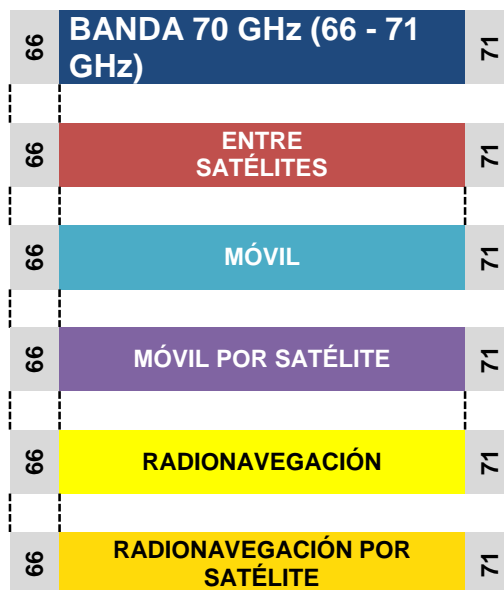 66
BANDA 70 GHz (66 - 71
GHz)
71
66
ENTRE
SATÉLITES
71
66
MÓVIL
71
66
MÓVIL POR SATÉLITE
71
66
RADIONAVEGACIÓN
71
66
RADIONAVEGACIÓN POR
SATÉLITE
71